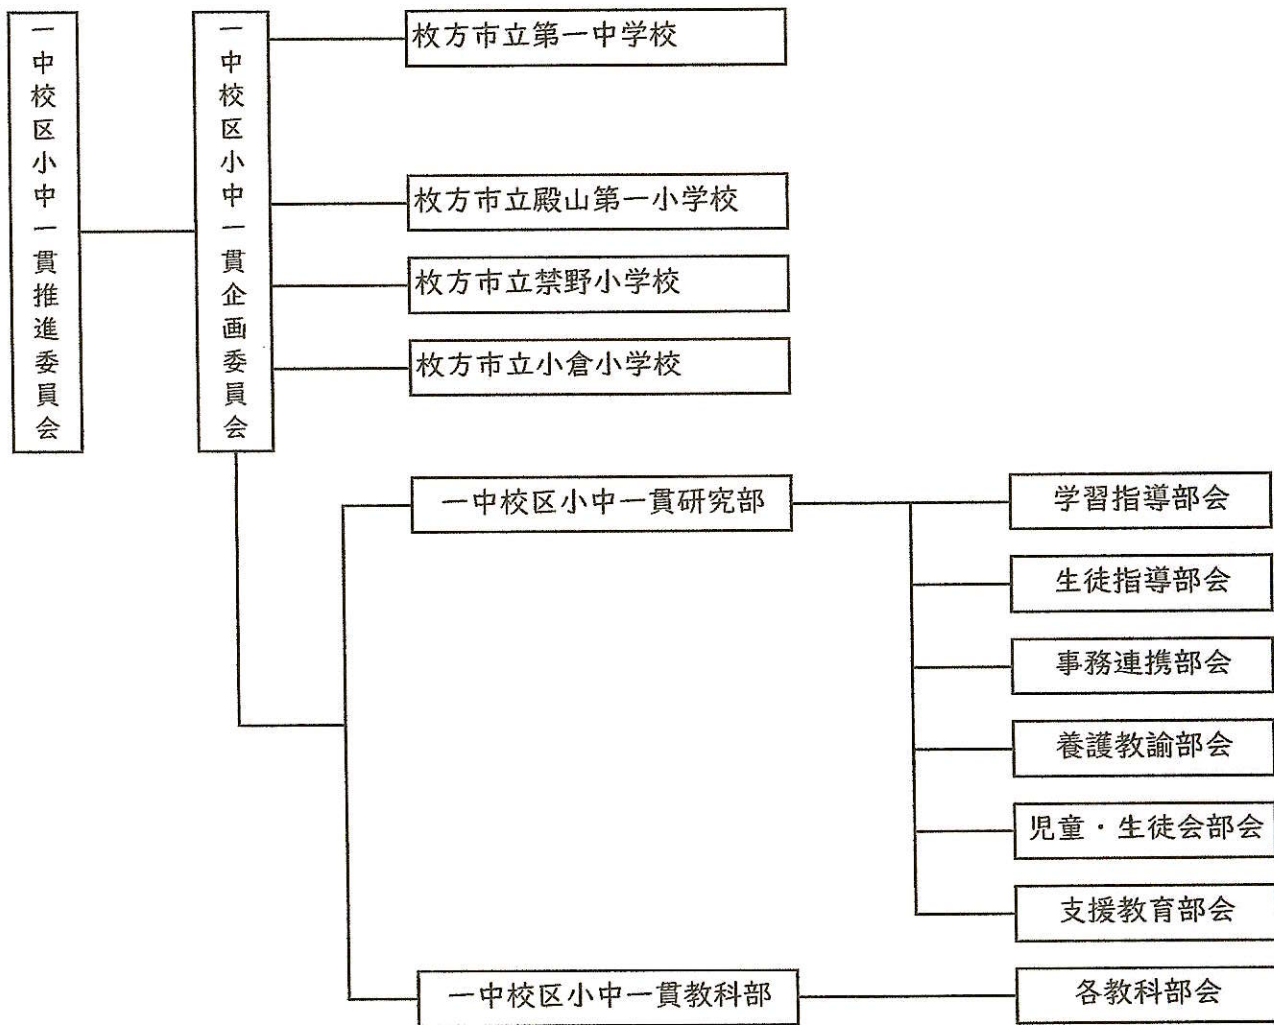 一中校区小中一貫推進委員会
一中校区小中一貫企画委員会
枚方市立第一中学校
枚方市立殿山第一小学校
枚方市立禁野小学校
枚方市立小倉小学校
一中校区小中一貫研究部
学習指導部会
生徒指導部会
事務連携部会
養護教諭部会
児童・生徒会部会
支援教育部会
一中校区小中一貫教科部
各教科部会